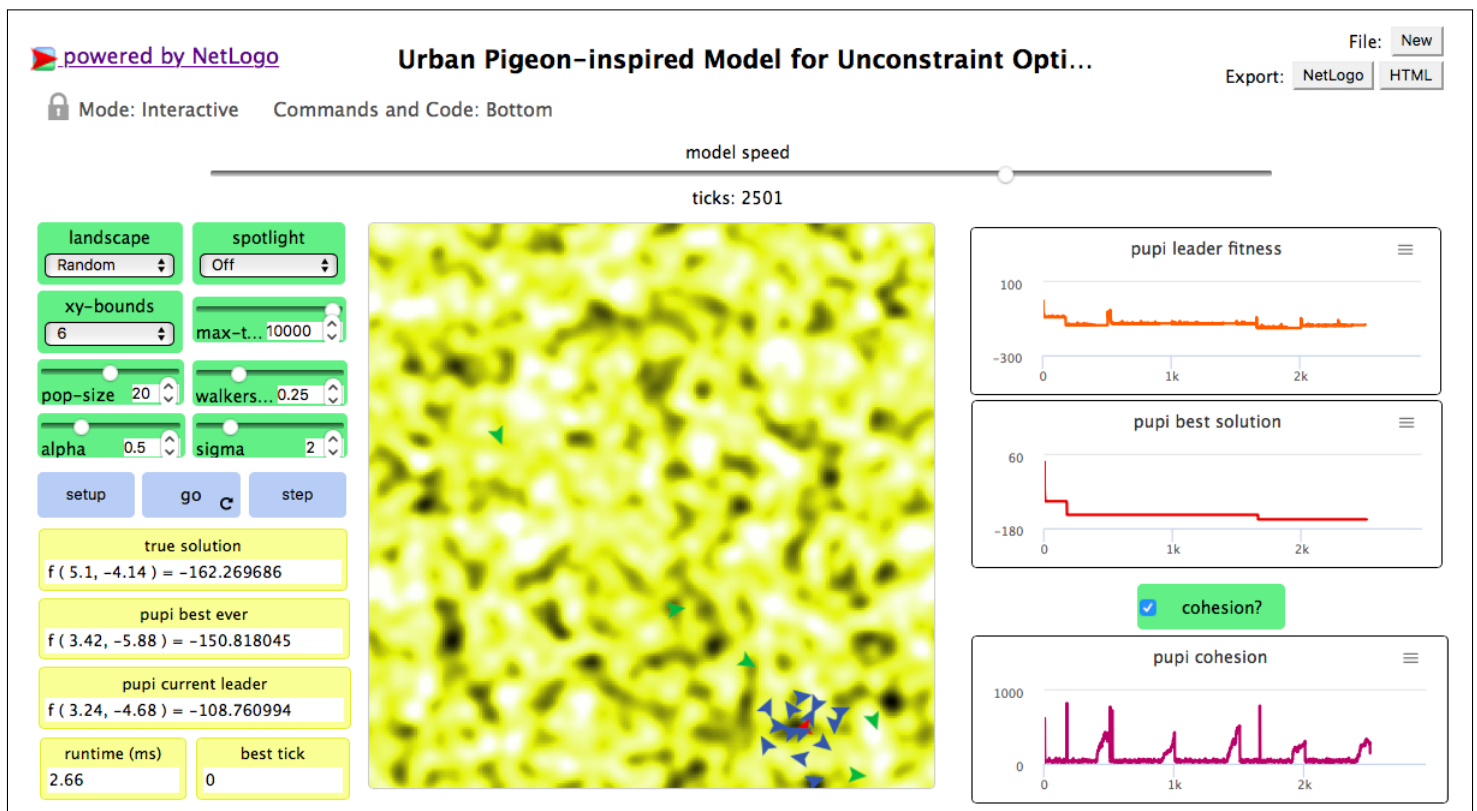 powered by NetLogo
Urban Pigeon-inspired Model for Unconstraint Opti...
File: New
Export: NetLogo HTML
Mode: Interactive Commands and Code: Bottom
model speed
ticks: 2501
landscape
Random
spotlight
Off
xy-bounds
6
max-t... 10000
pop-size 20
walkers... 0.25
alpha 0.5
sigma 2
setup
go
step
true solution
f ( 5.1, -4.14 ) = -162.269686
pupi best ever
f ( 3.42, -5.88 ) = -150.818045
pupi current leader
f ( 3.24, -4.68 ) = -108.760994
runtime (ms)
2.66
best tick
0
pupi leader fitness
100
-300
0 1k 2k
pupi best solution
60
-180
0 1k 2k
cohesion?
pupi cohesion
1000
0
0 1k 2k